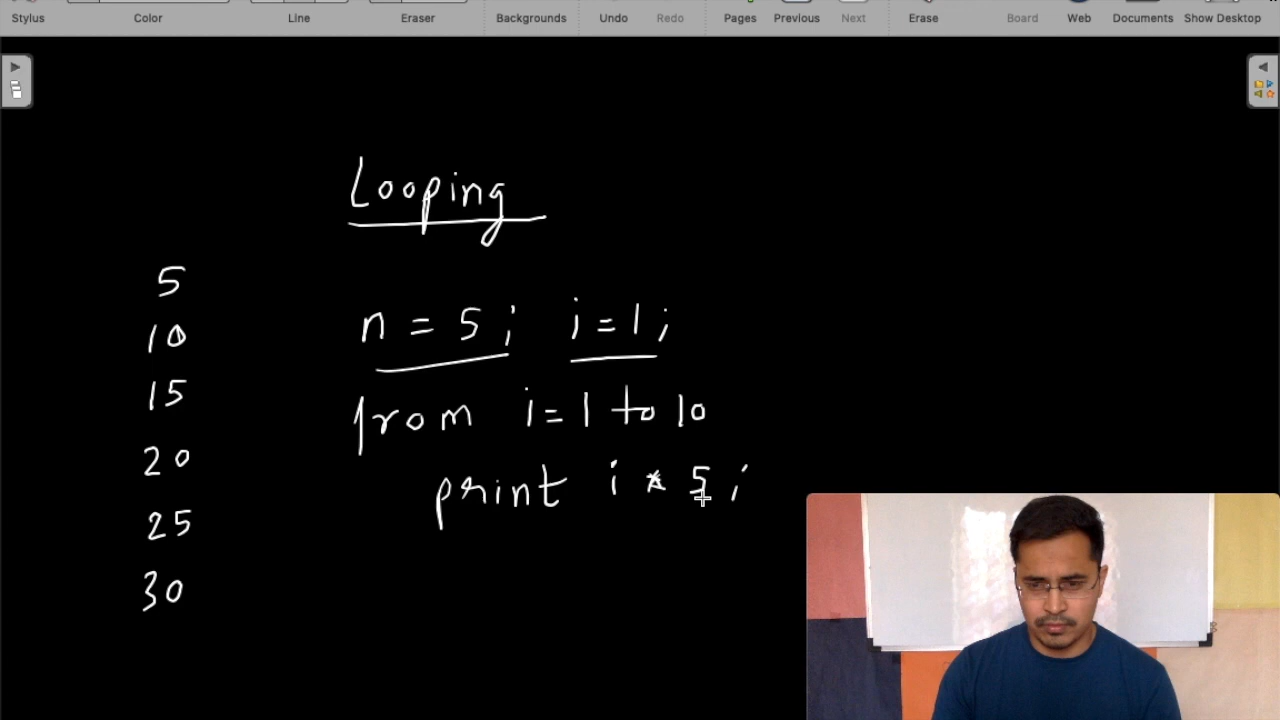 Stylus Color Line Eraser Backgrounds Undo Redo Pages Previous Next Erase Board Web Documents Show Desktop
Looping
5
10
15
20
25
30
n = 5; i=1;
from i=1 to 10
print i * 5;